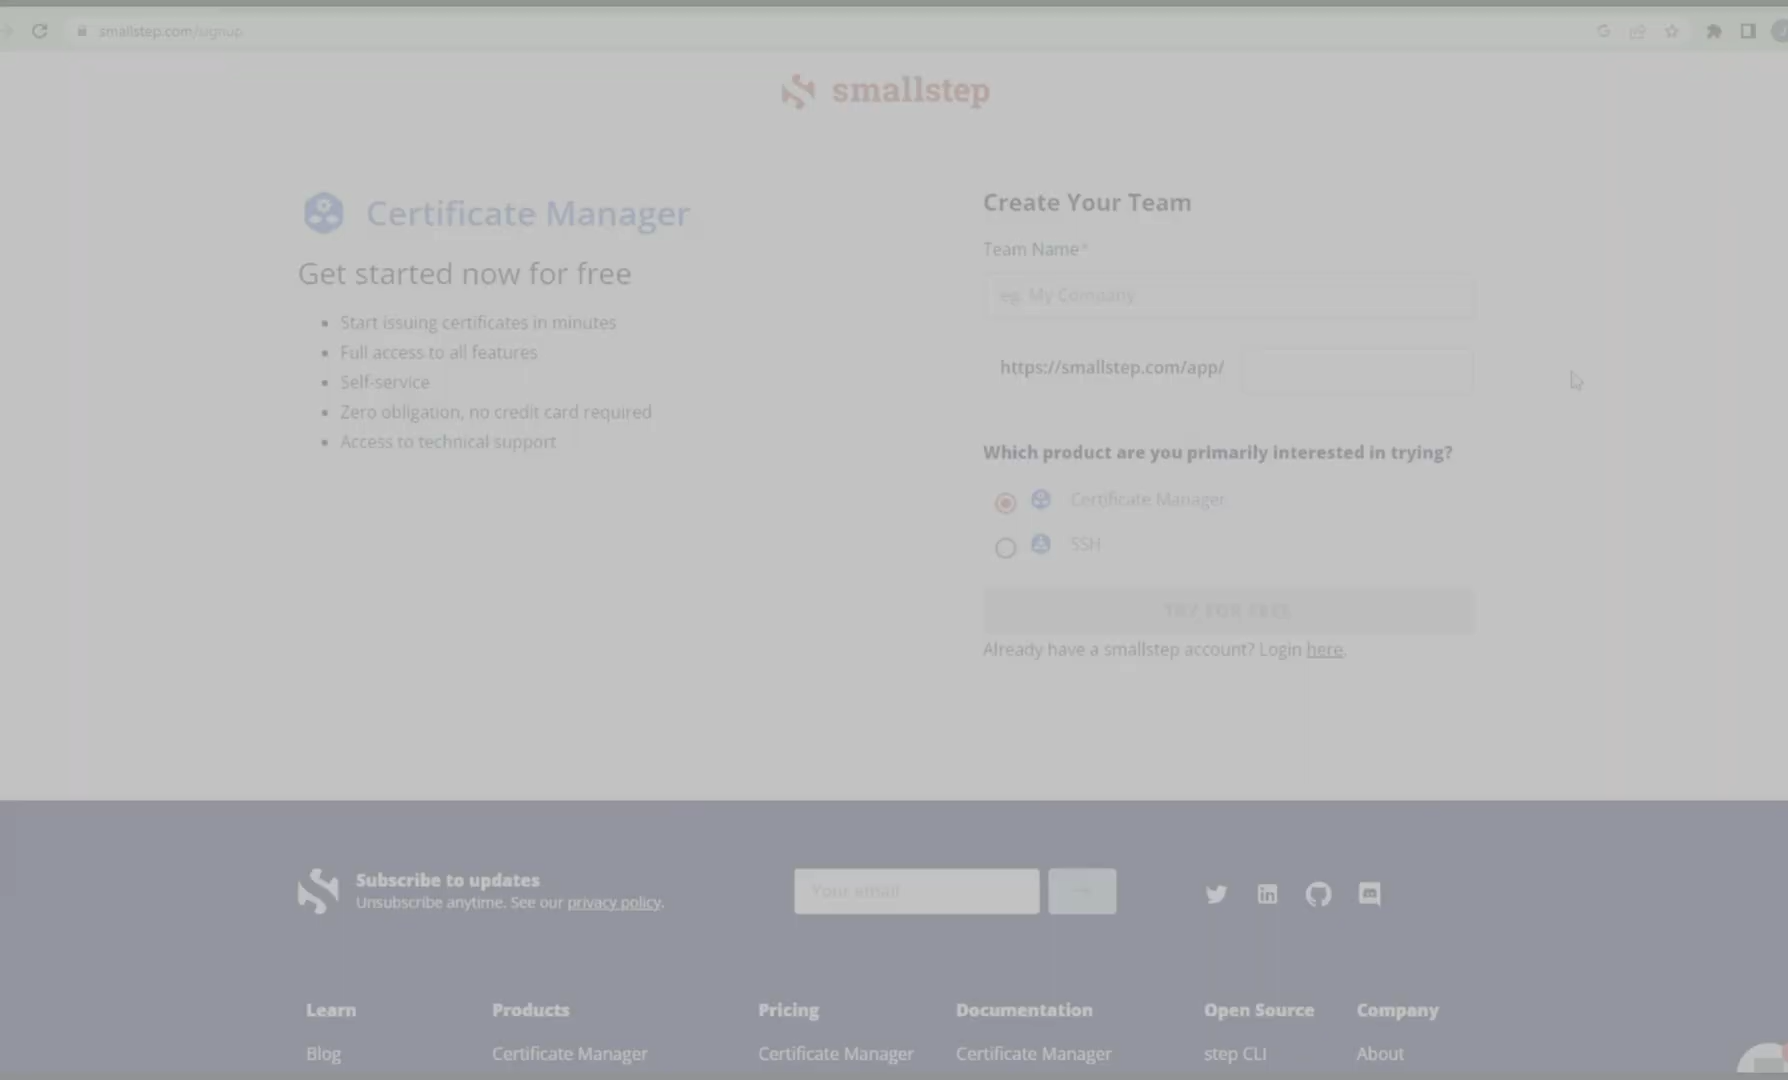 smallstep.com/signup
smallstep
Certificate Manager
Get started now for free
Start issuing certificates in minutes
Full access to all features
Self-service
Zero obligation, no credit card required
Access to technical support
Create Your Team
Team Name*
eg. My Company
https://smallstep.com/app/
Which product are you primarily interested in trying?
Certificate Manager
SSH
TRY FOR FREE
Already have a smallstep account? Login here.
Subscribe to updates
Unsubscribe anytime. See our privacy policy.
Your email
Learn Products Pricing Documentation Open Source Company
Blog Certificate Manager Certificate Manager Certificate Manager step CLI About